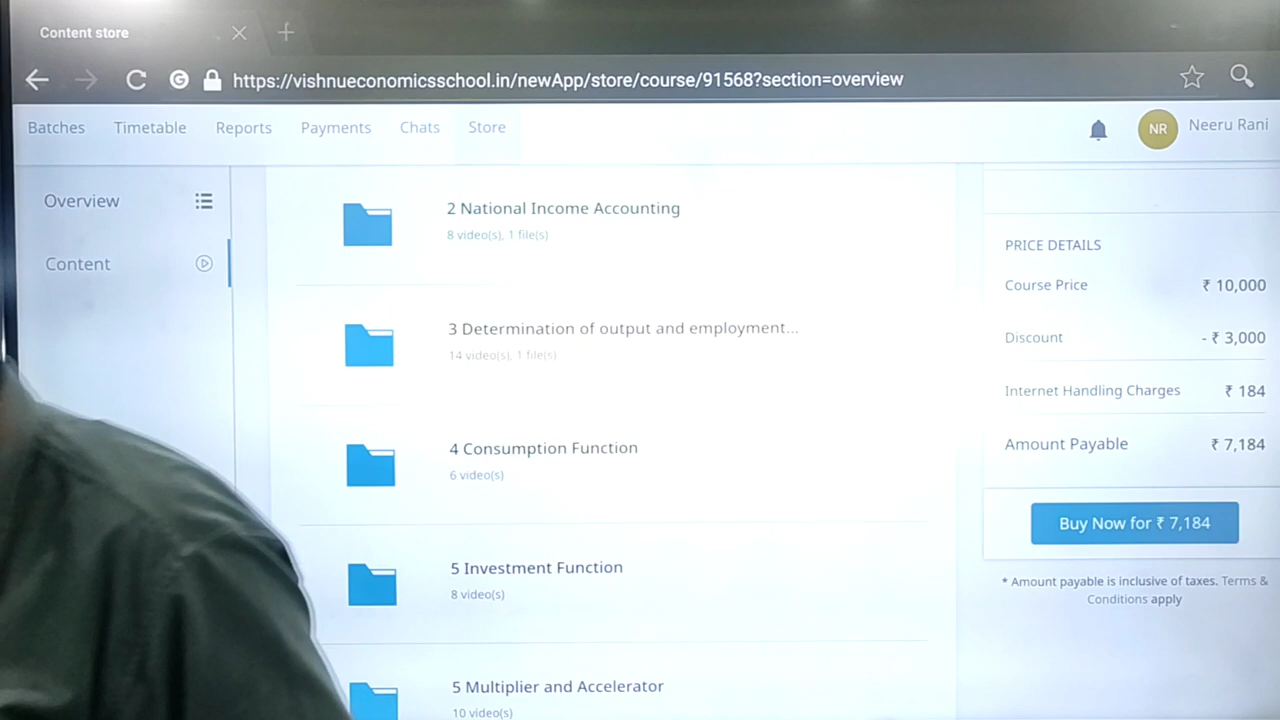 Content store
https://vishnueconomicsschool.in/newApp/store/course/91568?section=overview
Batches Timetable Reports Payments Chats Store
NR Neeru Rani
Overview
Content
2 National Income Accounting
8 video(s), 1 file(s)
3 Determination of output and employment...
14 video(s), 1 file(s)
4 Consumption Function
6 video(s)
5 Investment Function
8 video(s)
5 Multiplier and Accelerator
10 video(s)
PRICE DETAILS
Course Price ₹ 10,000
Discount - ₹ 3,000
Internet Handling Charges ₹ 184
Amount Payable ₹ 7,184
Buy Now for ₹ 7,184
* Amount payable is inclusive of taxes. Terms &
Conditions apply